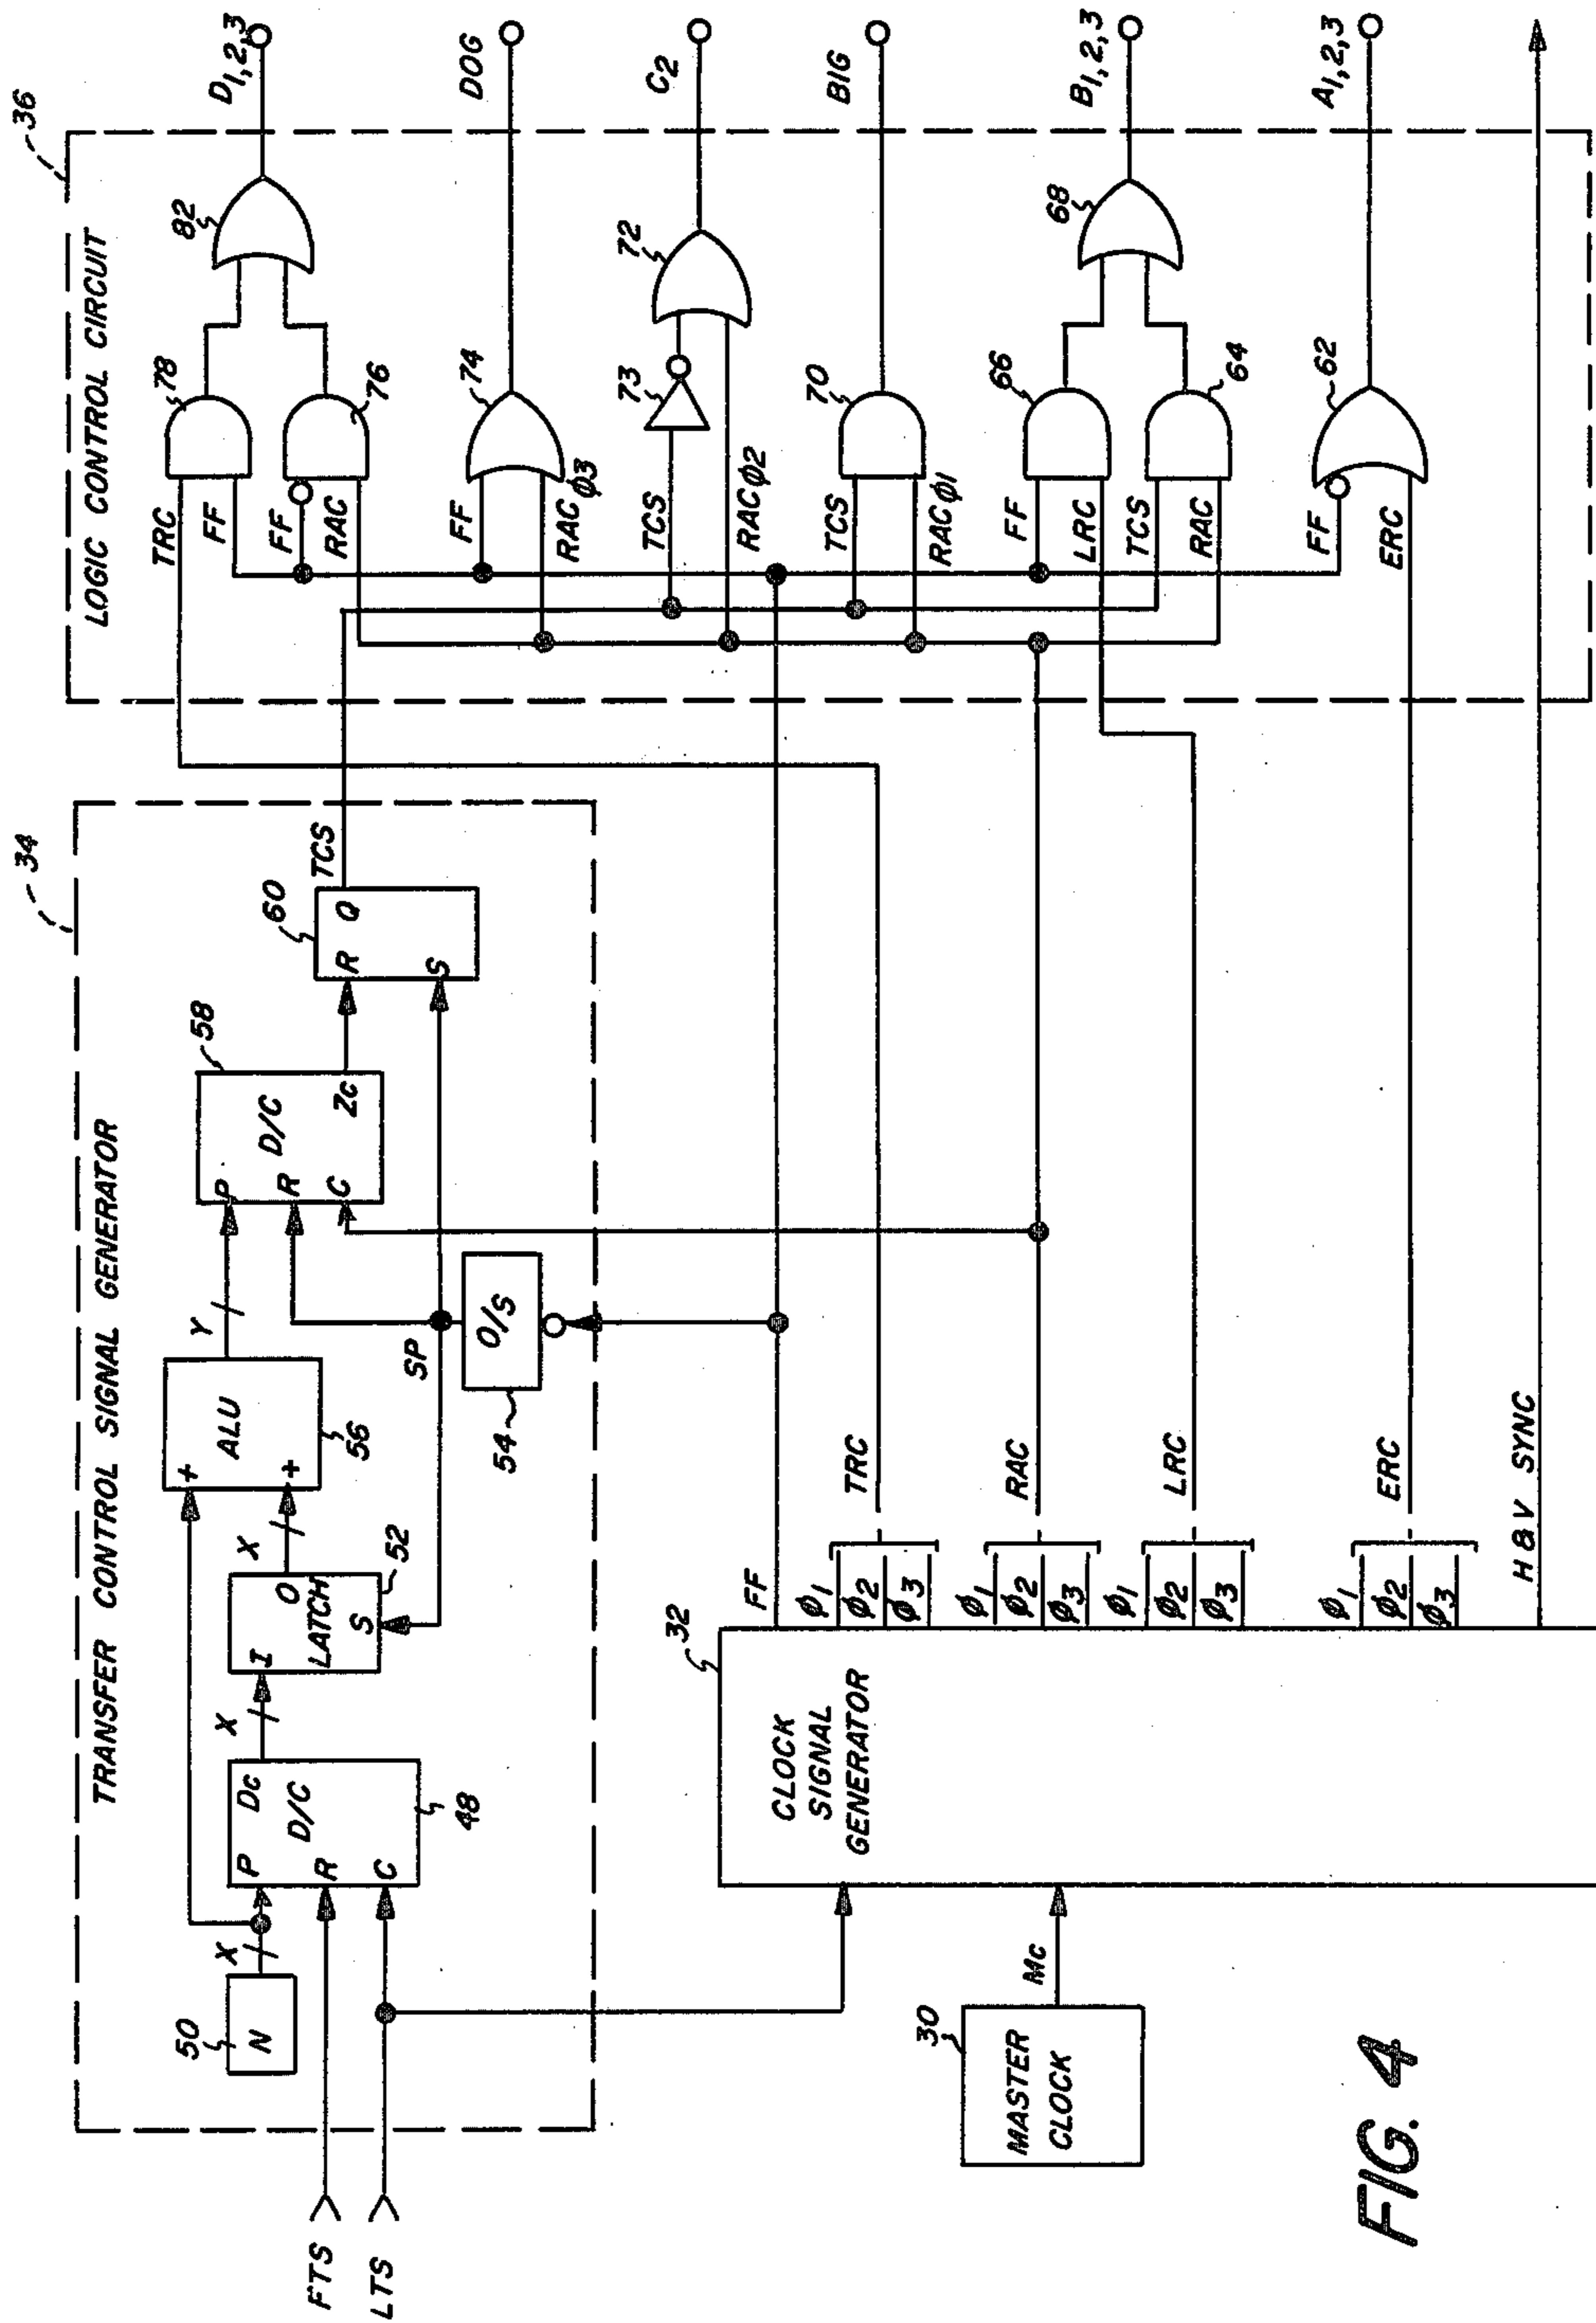 TRANSFER CONTROL SIGNAL GENERATOR
34
50
N
X
P
Dc
D/C
R
C
48
X
I
O
LATCH
S
52
X
+
+
ALU
56
Y
SP
O/S
54
P
D/C
R
C
Zc
58
60
R
Q
S
TCS
FTS
LTS
30
MASTER
CLOCK
Mc
32
CLOCK
SIGNAL
GENERATOR
FF
φ1
φ2
φ3
TRC
φ1
φ2
φ3
RAC
φ1
φ2
φ3
LRC
φ1
φ2
φ3
ERC
H & V SYNC
36
LOGIC CONTROL CIRCUIT
TRC
FF
78
FF
RAC
76
82
D1,2,3
FF
RAC φ3
74
DOG
TCS
73
RAC φ2
72
C2
TCS
RAC φ1
70
BIG
FF
LRC
66
TCS
RAC
64
68
B1,2,3
FF
ERC
62
A1,2,3
FIG. 4